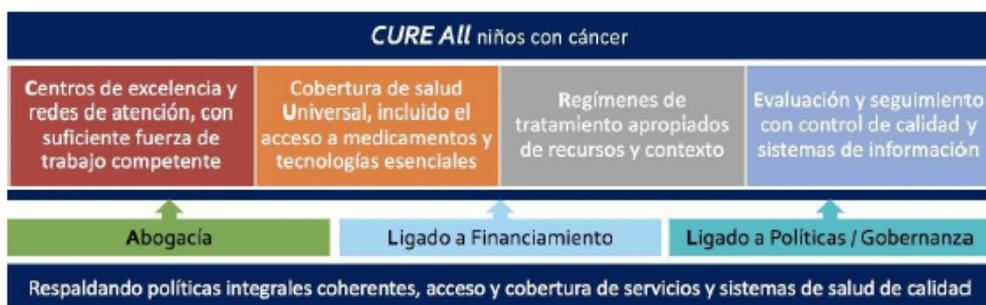 CURE All niños con cáncer
Centros de excelencia y
redes de atención, con
suficiente fuerza de
trabajo competente
Cobertura de salud
Universal, incluido el
acceso a medicamentos y
tecnologías esenciales
Regímenes de
tratamiento apropiados
de recursos y contexto
Evaluación y seguimiento
con control de calidad y
sistemas de información
Abogacía
Ligado a Financiamiento
Ligado a Políticas / Gobernanza
Respaldando políticas integrales coherentes, acceso y cobertura de servicios y sistemas de salud de calidad